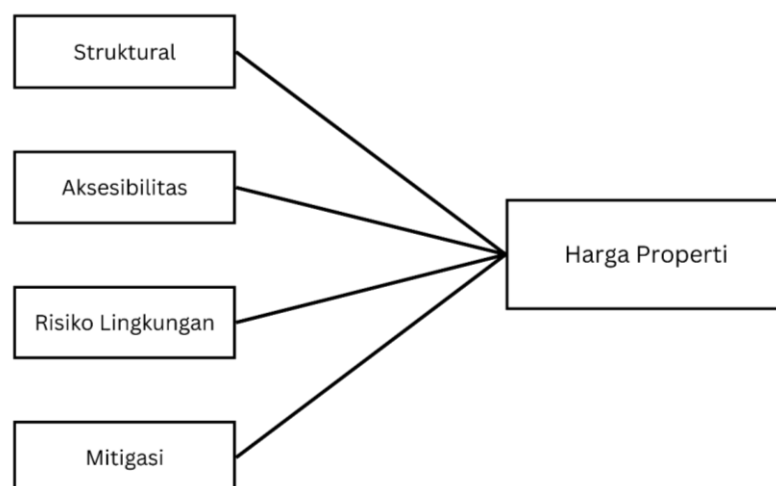 Struktural
Aksesibilitas
Harga Properti
Risiko Lingkungan
Mitigasi